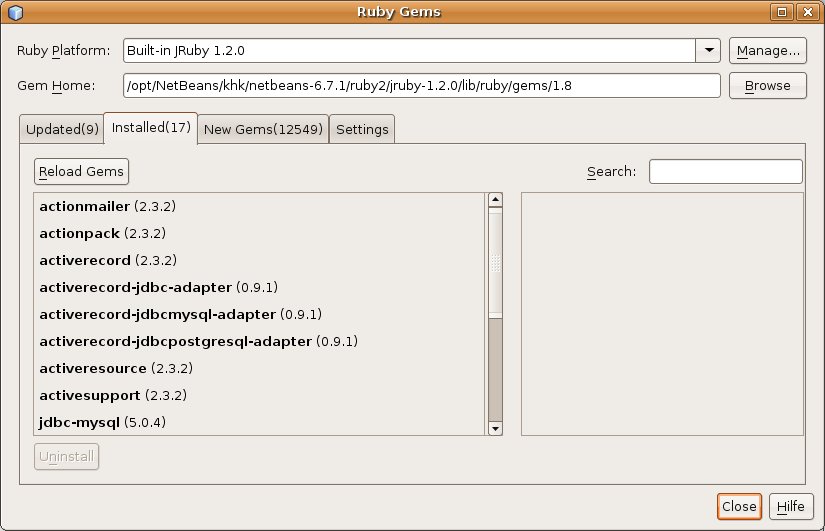 Ruby Gems
Ruby Platform: Built-in JRuby 1.2.0 Manage...
Gem Home: /opt/NetBeans/khk/netbeans-6.7.1/ruby2/jruby-1.2.0/lib/ruby/gems/1.8 Browse
Updated(9) Installed(17) New Gems(12549) Settings
Reload Gems Search:
actionmailer (2.3.2)
actionpack (2.3.2)
activerecord (2.3.2)
activerecord-jdbc-adapter (0.9.1)
activerecord-jdbcmysql-adapter (0.9.1)
activerecord-jdbcpostgresql-adapter (0.9.1)
activeresource (2.3.2)
activesupport (2.3.2)
jdbc-mysql (5.0.4)
Uninstall
Close Hilfe